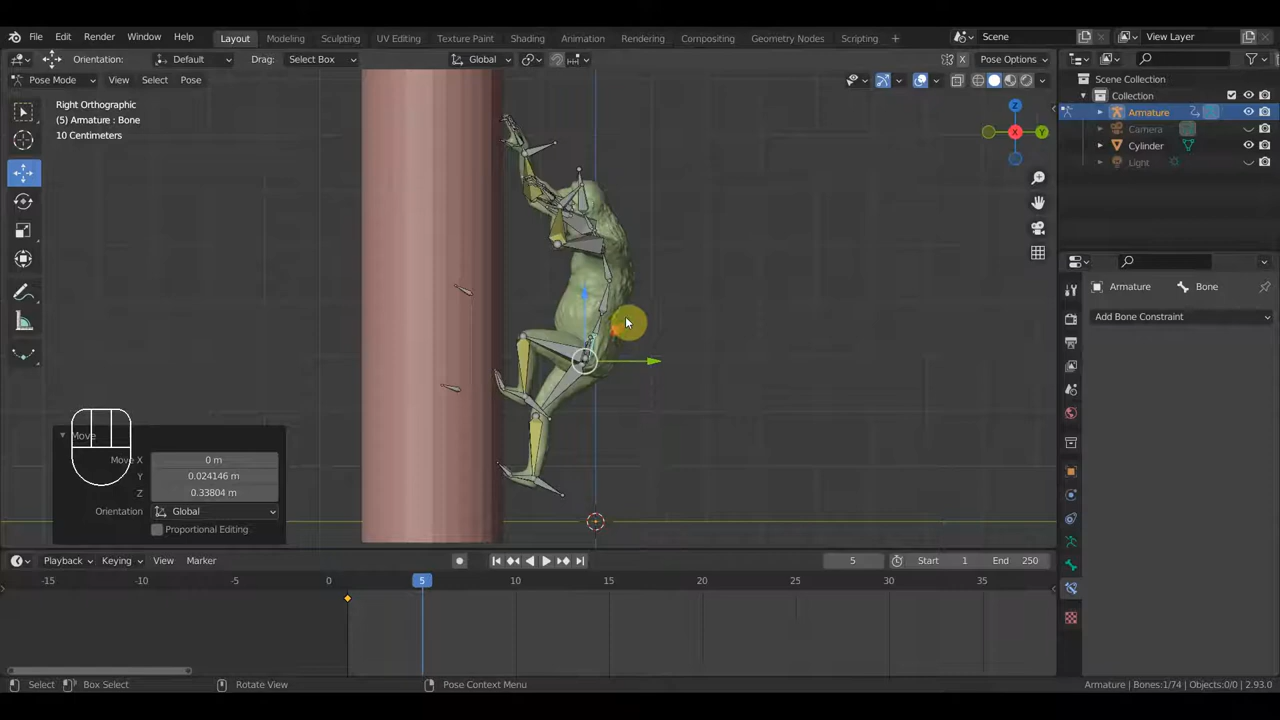 File Edit Render Window Help Layout Modeling Sculpting UV Editing Texture Paint Shading Animation Rendering Compositing Geometry Nodes Scripting + Scene View Layer
Orientation: Default Drag: Select Box Global Pose Options
Pose Mode View Select Pose
Right Orthographic
(5) Armature : Bone
10 Centimeters
Z
X
Y
Scene Collection
Collection
Armature
Camera
Cylinder
Light
Armature Bone
Add Bone Constraint
Move
Move X 0 m
Y 0.024146 m
Z 0.33804 m
Orientation Global
Proportional Editing
Playback Keying View Marker 5 Start 1 End 250
-15 -10 -5 0 5 10 15 20 25 30 35
Select Box Select Rotate View Pose Context Menu Armature | Bones:1/74 | Objects:0/0 | 2.93.0